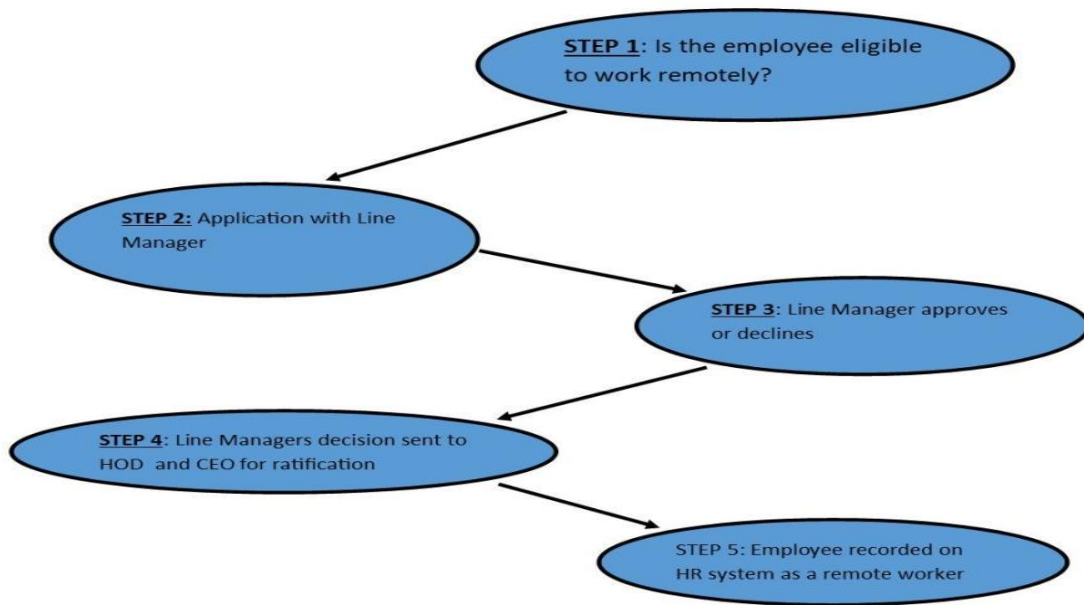 STEP 1: Is the employee eligible
to work remotely?
STEP 2: Application with Line
Manager
STEP 3: Line Manager approves
or declines
STEP 4: Line Managers decision sent to
HOD and CEO for ratification
STEP 5: Employee recorded on
HR system as a remote worker